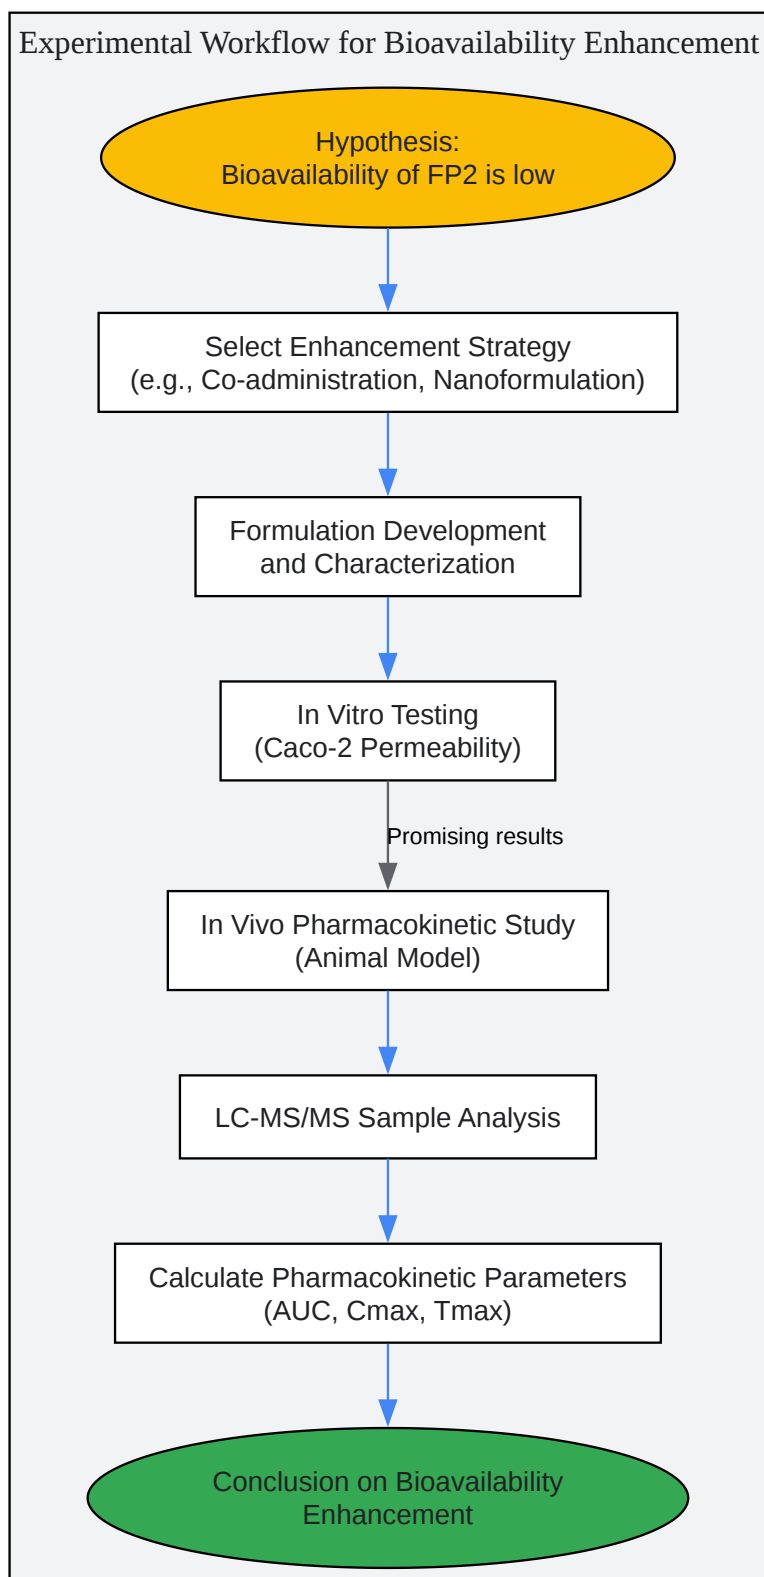 Experimental Workflow for Bioavailability Enhancement
Hypothesis:
Bioavailability of FP2 is low
Select Enhancement Strategy
(e.g., Co-administration, Nanoformulation)
Formulation Development
and Characterization
In Vitro Testing
(Caco-2 Permeability)
Promising results
In Vivo Pharmacokinetic Study
(Animal Model)
LC-MS/MS Sample Analysis
Calculate Pharmacokinetic Parameters
(AUC, Cmax, Tmax)
Conclusion on Bioavailability
Enhancement